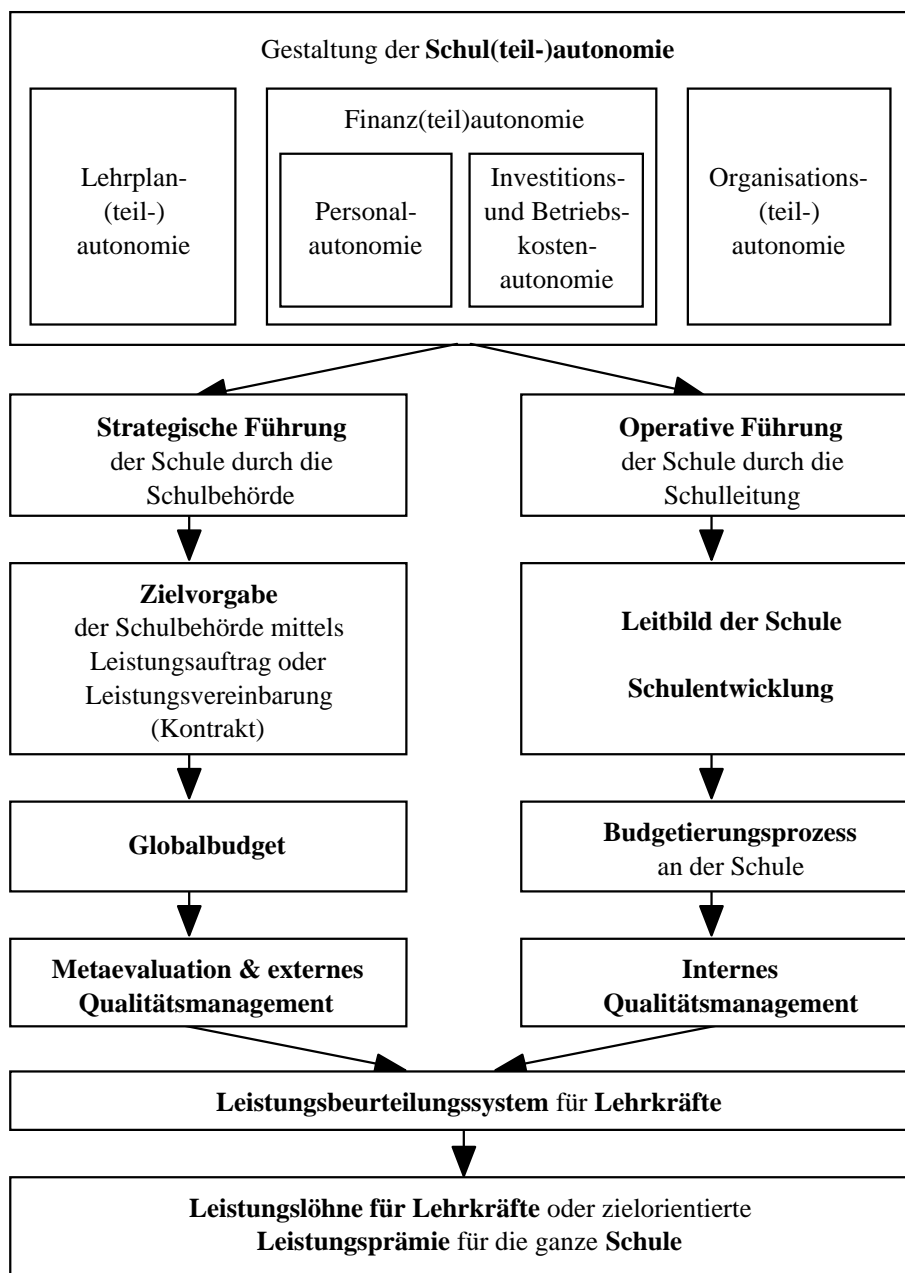 Gestaltung der Schul(teil-)autonomie
Lehrplan-
(teil-)
autonomie
Finanz(teil)autonomie
Personal-
autonomie
Investitions-
und Betriebs-
kosten-
autonomie
Organisations-
(teil-)
autonomie
Strategische Führung
der Schule durch die
Schulbehörde
Operative Führung
der Schule durch die
Schulleitung
Zielvorgabe
der Schulbehörde mittels
Leistungsauftrag oder
Leistungsvereinbarung
(Kontrakt)
Leitbild der Schule
Schulentwicklung
Globalbudget
Budgetierungsprozess
an der Schule
Metaevaluation & externes
Qualitätsmanagement
Internes
Qualitätsmanagement
Leistungsbeurteilungssystem für Lehrkräfte
Leistungslöhne für Lehrkräfte oder zielorientierte
Leistungsprämie für die ganze Schule